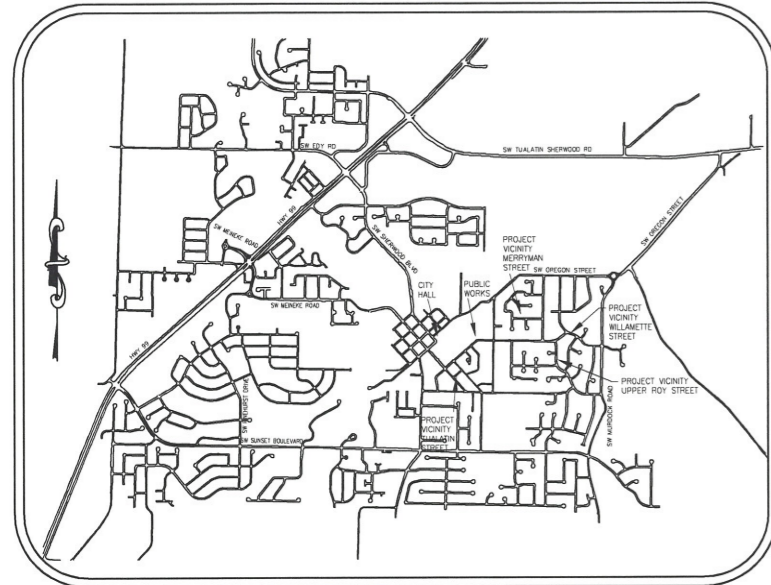 SW EDY RD
SW TUALATIN SHERWOOD RD
HWY 99
SW OREGON STREET
SW MEINEKE ROAD
SW SHERWOOD BLVD
PROJECT
VICINITY
MERRYMAN
STREET
SW OREGON STREET
CITY
HALL
PUBLIC
WORKS
SW MEINEKE ROAD
PROJECT
VICINITY
WILLAMETTE
STREET
HWY 99
PROJECT VICINITY
UPPER ROY STREET
SW MURDOCK ROAD
PROJECT
VICINITY
TUALATIN
STREET
SW SUNSET BOULEVARD